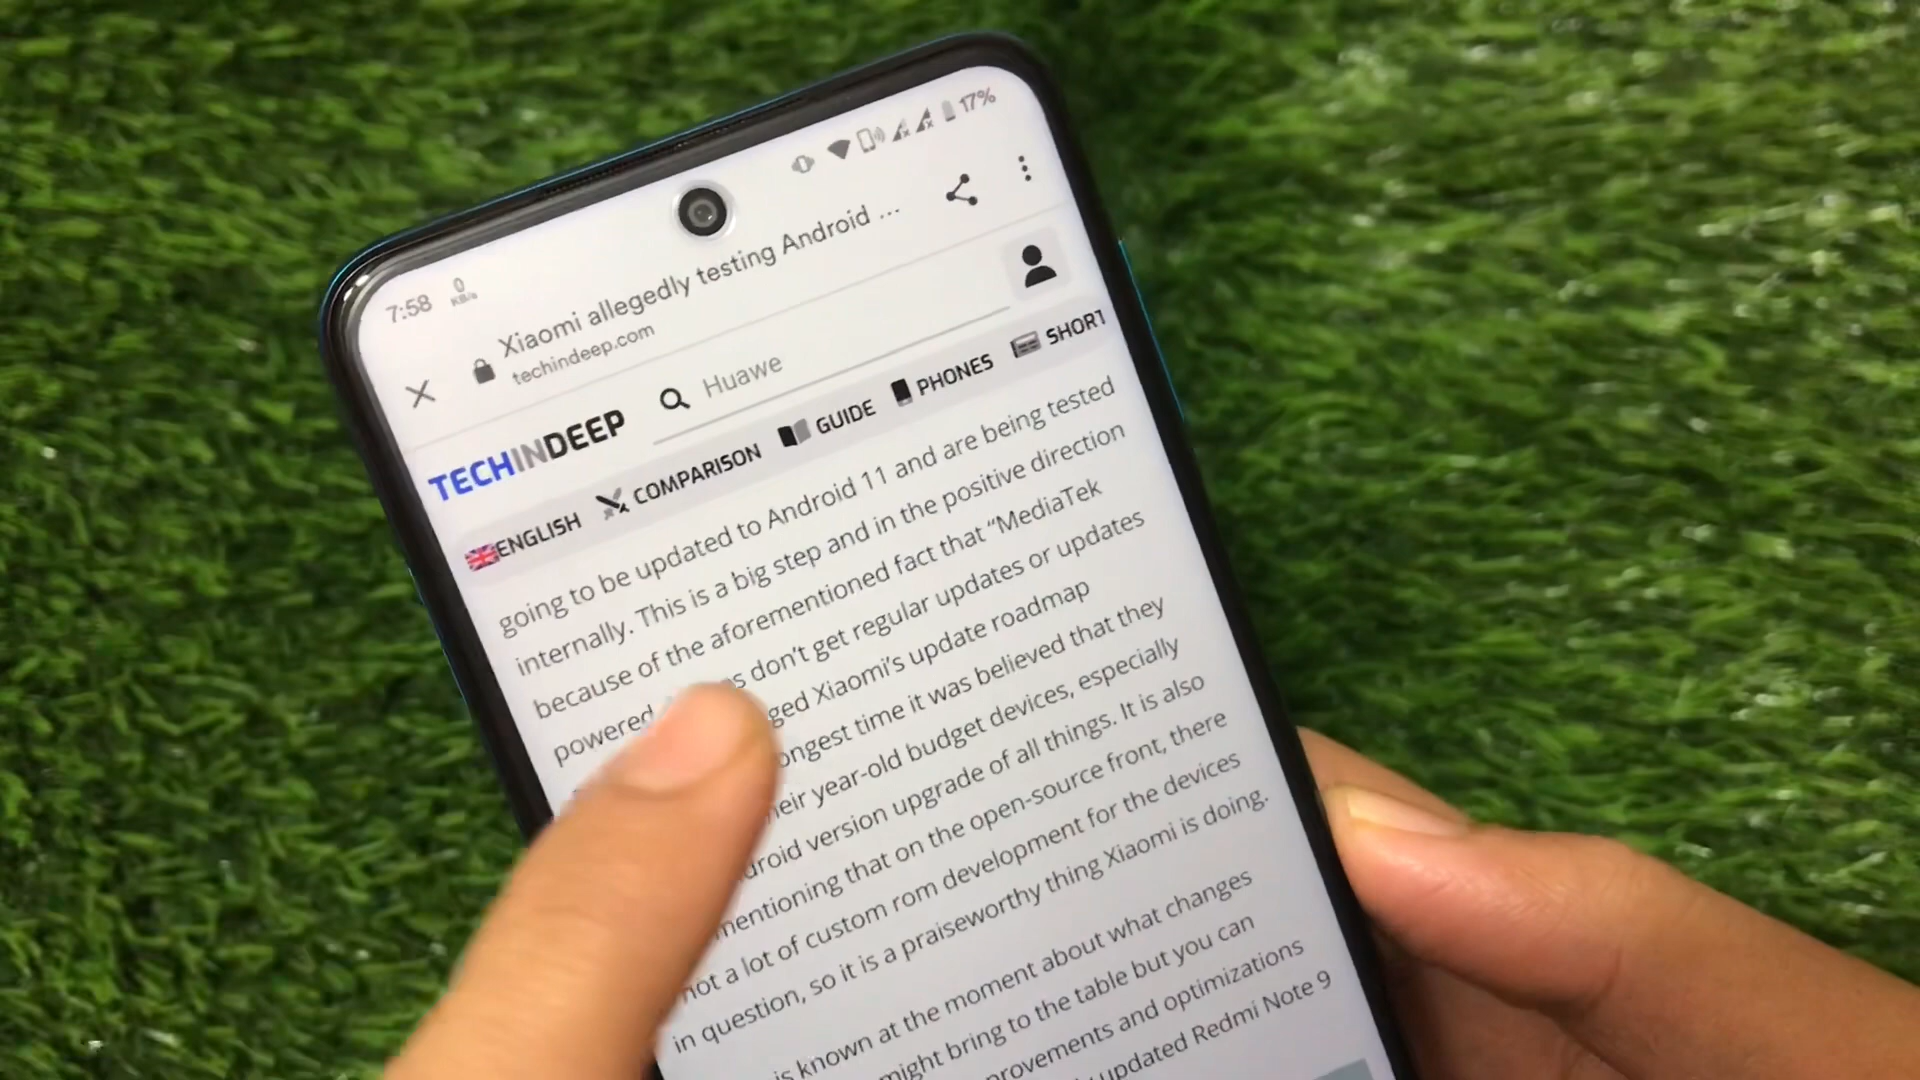 7:58 0 KB/s 17%
Xiaomi allegedly testing Android ...
techindeep.com
TECHINDEEP Huawe
ENGLISH COMPARISON GUIDE PHONES SHORT
going to be updated to Android 11 and are being tested
internally. This is a big step and in the positive direction
because of the aforementioned fact that “MediaTek
powered don't get regular updates or updates
Xiaomi's update roadmap
time it was believed that they
year-old budget devices, especially
version upgrade of all things. It is also
mentioning that on the open-source front, there
not a lot of custom rom development for the devices
in question, so it is a praiseworthy thing Xiaomi is doing.
is known at the moment about what changes
might bring to the table but you can
and optimizations
updated Redmi Note 9